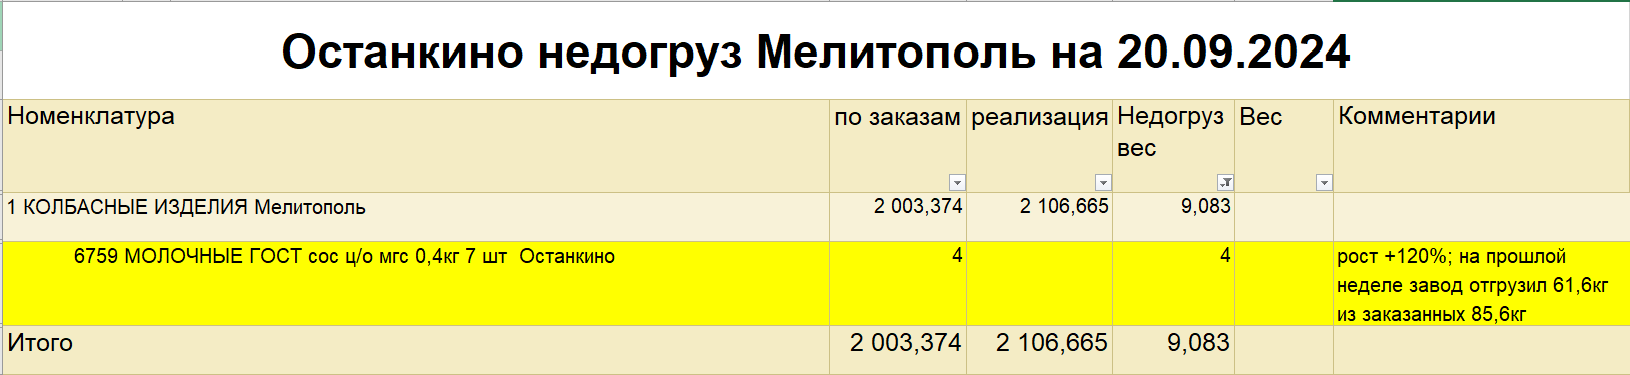 Останкино недогруз Мелитополь на 20.09.2024
Номенклатура по заказам реализация Недогруз вес Вес Комментарии
1 КОЛБАСНЫЕ ИЗДЕЛИЯ Мелитополь 2 003,374 2 106,665 9,083
6759 МОЛОЧНЫЕ ГОСТ сос ц/о мгс 0,4кг 7 шт Останкино 4 4 рост +120%; на прошлой
неделе завод отгрузил 61,6кг
из заказанных 85,6кг
Итого 2 003,374 2 106,665 9,083